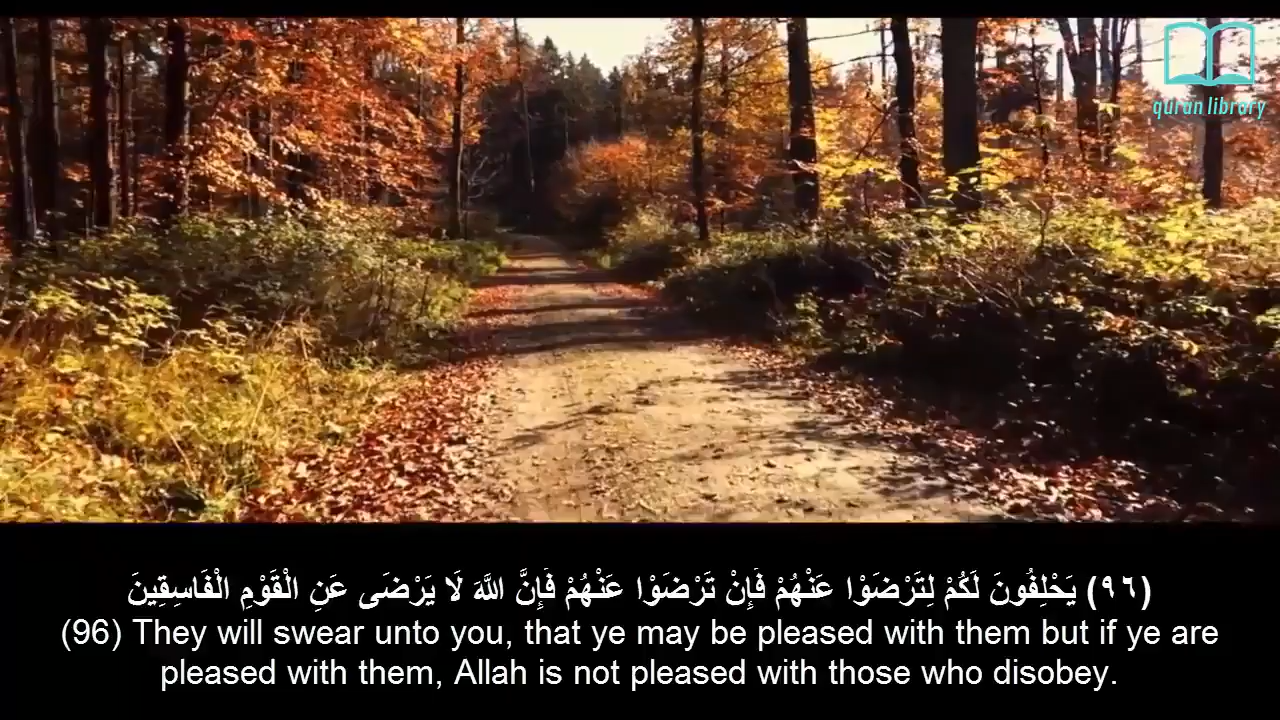 quran library
(٩٦) يَحْلِفُونَ لَكُمْ لِتَرْضَوْا عَنْهُمْ فَإِنْ تَرْضَوْا عَنْهُمْ فَإِنَّ اللَّهَ لَا يَرْضَى عَنِ الْقَوْمِ الْفَاسِقِينَ
(96) They will swear unto you, that ye may be pleased with them but if ye are
pleased with them, Allah is not pleased with those who disobey.